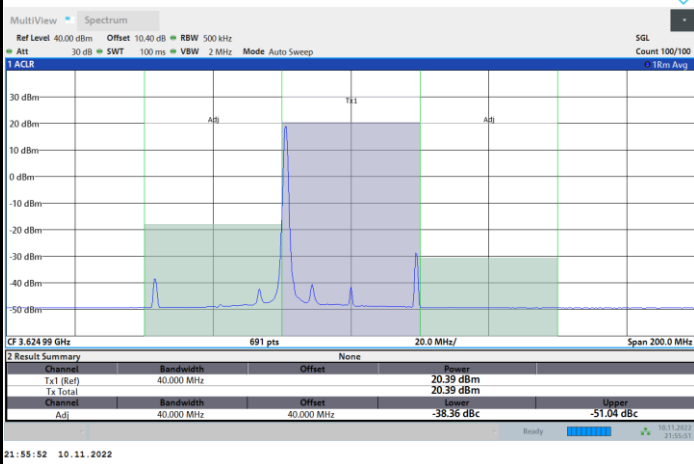 MultiView Spectrum
Ref Level 40.00 dBm Offset 10.40 dB RBW 500 kHz SGL
Att 30 dB SWT 100 ms VBW 2 MHz Mode Auto Sweep Count 100/100
1 ACLR 1Rm Avg
30 dBm
Tx1
20 dBm
Adj Adj
10 dBm
0 dBm
-10 dBm
-20 dBm
-30 dBm
-40 dBm
-50 dBm
CF 3.624 99 GHz 691 pts 20.0 MHz/ Span 200.0 MHz
2 Result Summary None
Channel Bandwidth Offset Power
Tx1 (Ref) 40.000 MHz 20.39 dBm
Tx Total 20.39 dBm
Channel Bandwidth Offset Lower Upper
Adj 40.000 MHz 40.000 MHz -38.36 dBc -51.04 dBc
Ready 10.11.2022
21:55:51
21:55:52 10.11.2022